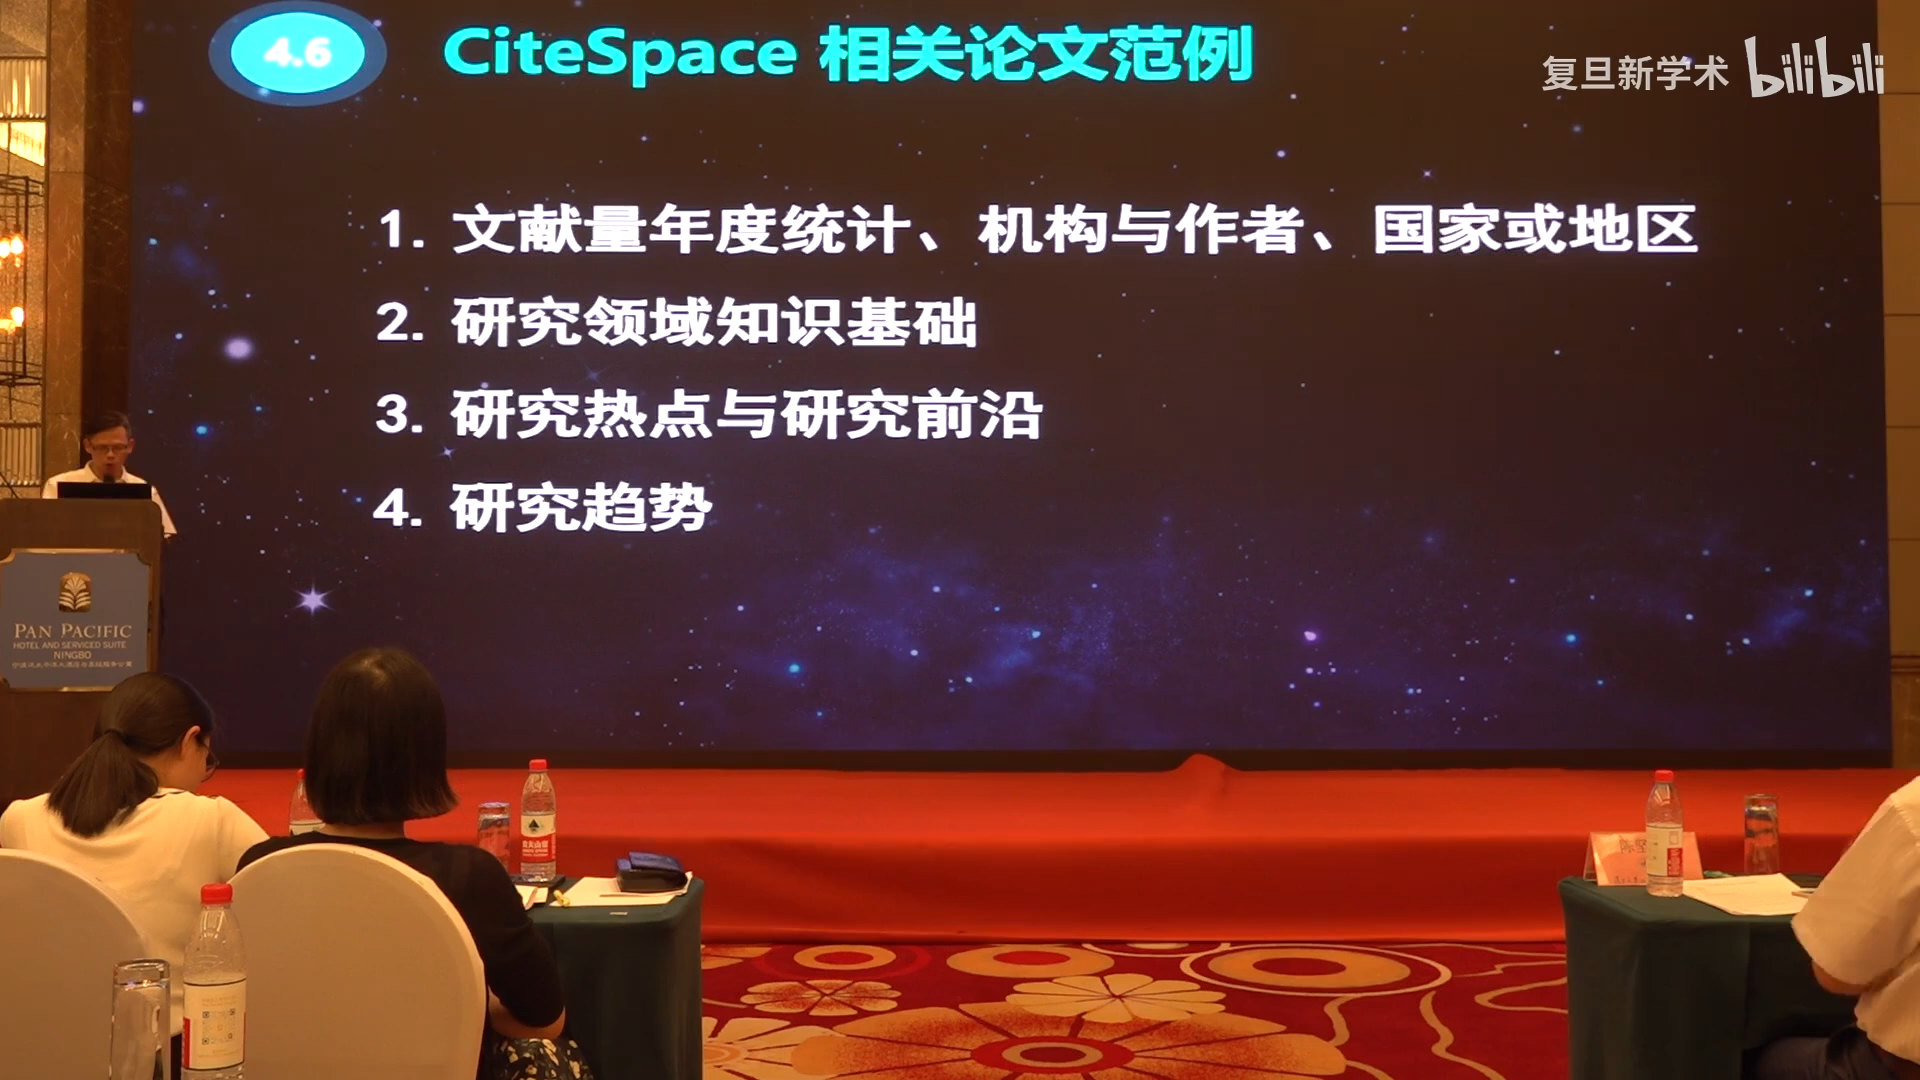 4.6
CiteSpace 相关论文范例
复旦新学术 bilibili
1. 文献量年度统计、机构与作者、国家或地区
2. 研究领域知识基础
3. 研究热点与研究前沿
4. 研究趋势
PAN PACIFIC
HOTEL AND SERVICED SUITE
NINGBO